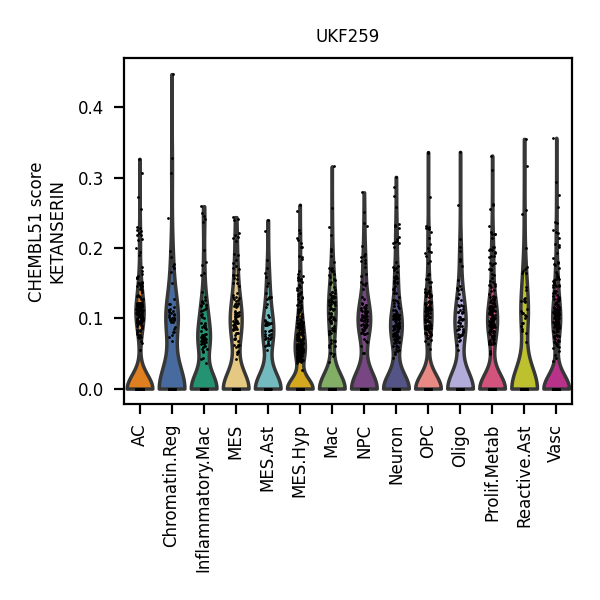 UKF259
CHEMBL51 score
KETANSERIN
0.4
0.3
0.2
0.1
0.0
AC
Chromatin.Reg
Inflammatory.Mac
MES
MES.Ast
MES.Hyp
Mac
NPC
Neuron
OPC
Oligo
Prolif.Metab
Reactive.Ast
Vasc